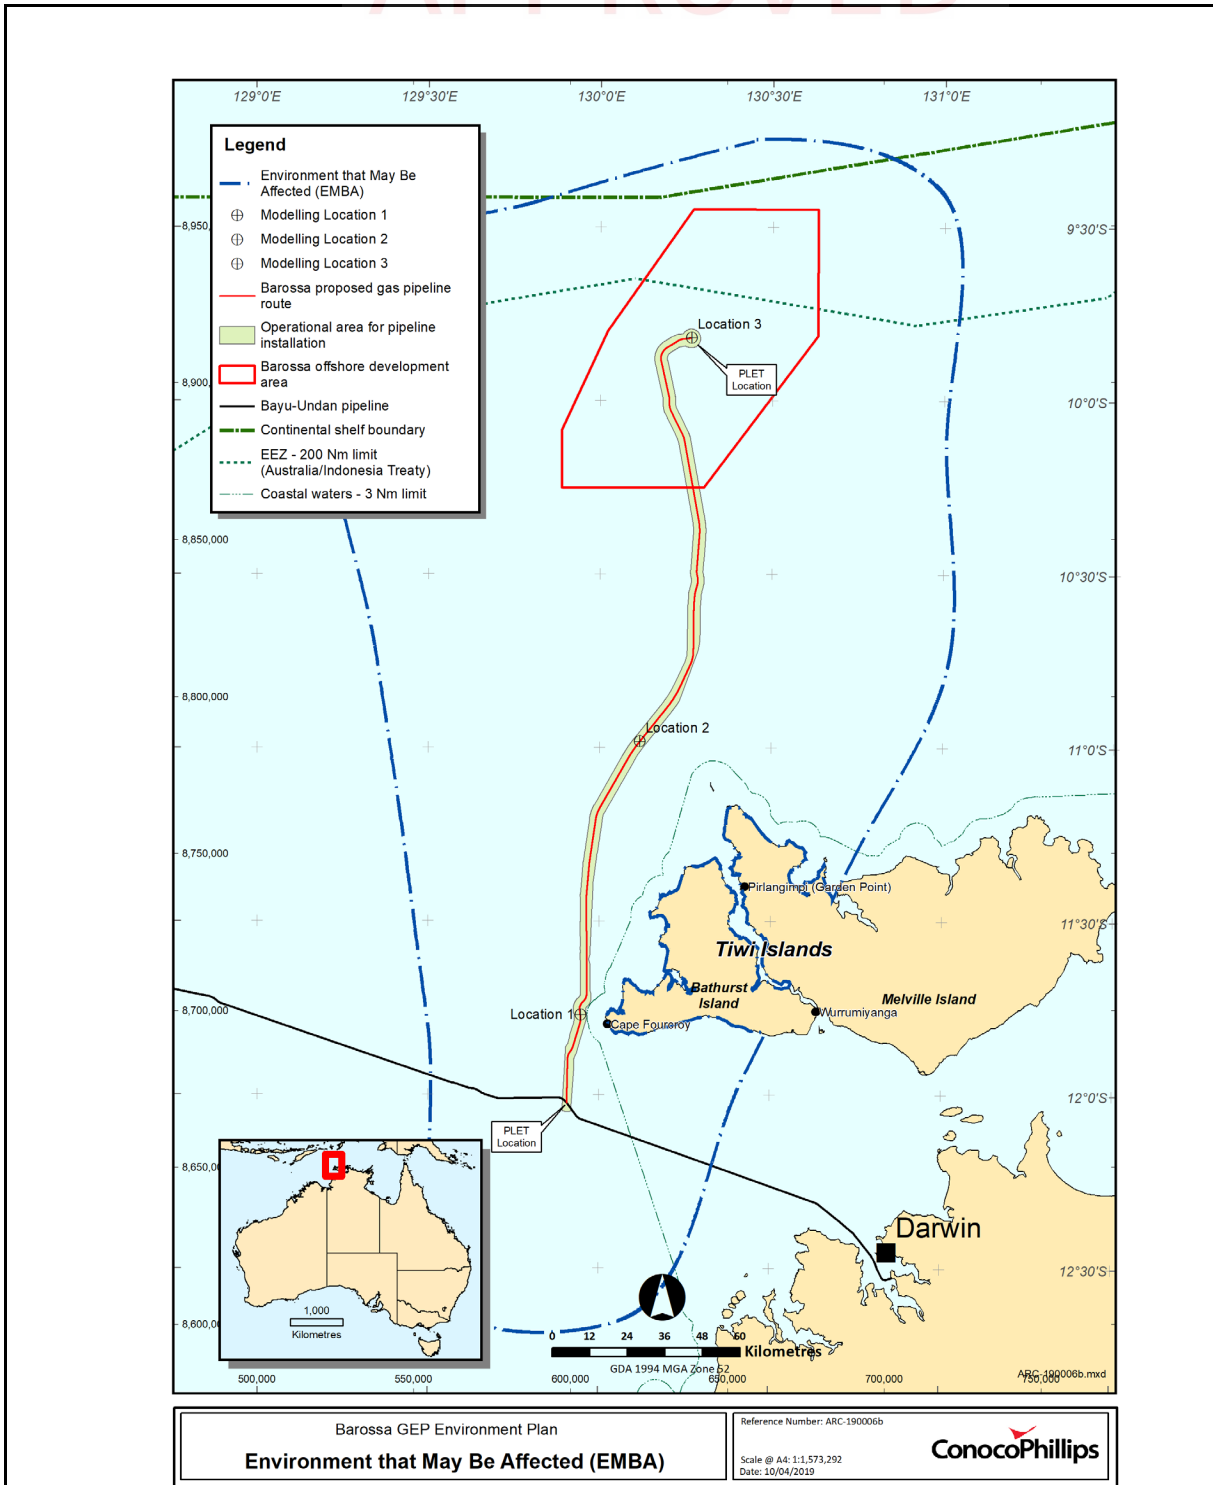 APPROVED
129°0'E
129°30'E
130°0'E
130°30'E
131°0'E
Legend
Environment that May Be
Affected (EMBA)
Modelling Location 1
Modelling Location 2
Modelling Location 3
Barossa proposed gas pipeline
route
Operational area for pipeline
installation
Barossa offshore development
area
Bayu-Undan pipeline
Continental shelf boundary
EEZ - 200 Nm limit
(Australia/Indonesia Treaty)
Coastal waters - 3 Nm limit
8,950,
8,900,
8,850,000
8,800,000
8,750,000
8,700,000
8,650,0
8,600,
9°30'S
10°0'S
10°30'S
11°0'S
11°30'S
12°0'S
12°30'S
Location 3
PLET
Location
Location 2
Pirlangimpi (Garden Point)
Tiwi Islands
Bathurst
Island
Melville Island
Location 1
Cape Fourcroy
Wurrumiyanga
PLET
Location
Darwin
1,000
Kilometres
0 12 24 36 48 60
Kilometres
GDA 1994 MGA Zone 52
ARC-190006b.mxd
500,000
550,000
600,000
650,000
700,000
750,000
Barossa GEP Environment Plan
Environment that May Be Affected (EMBA)
Reference Number: ARC-190006b
Scale @ A4: 1:1,573,292
Date: 10/04/2019
ConocoPhillips